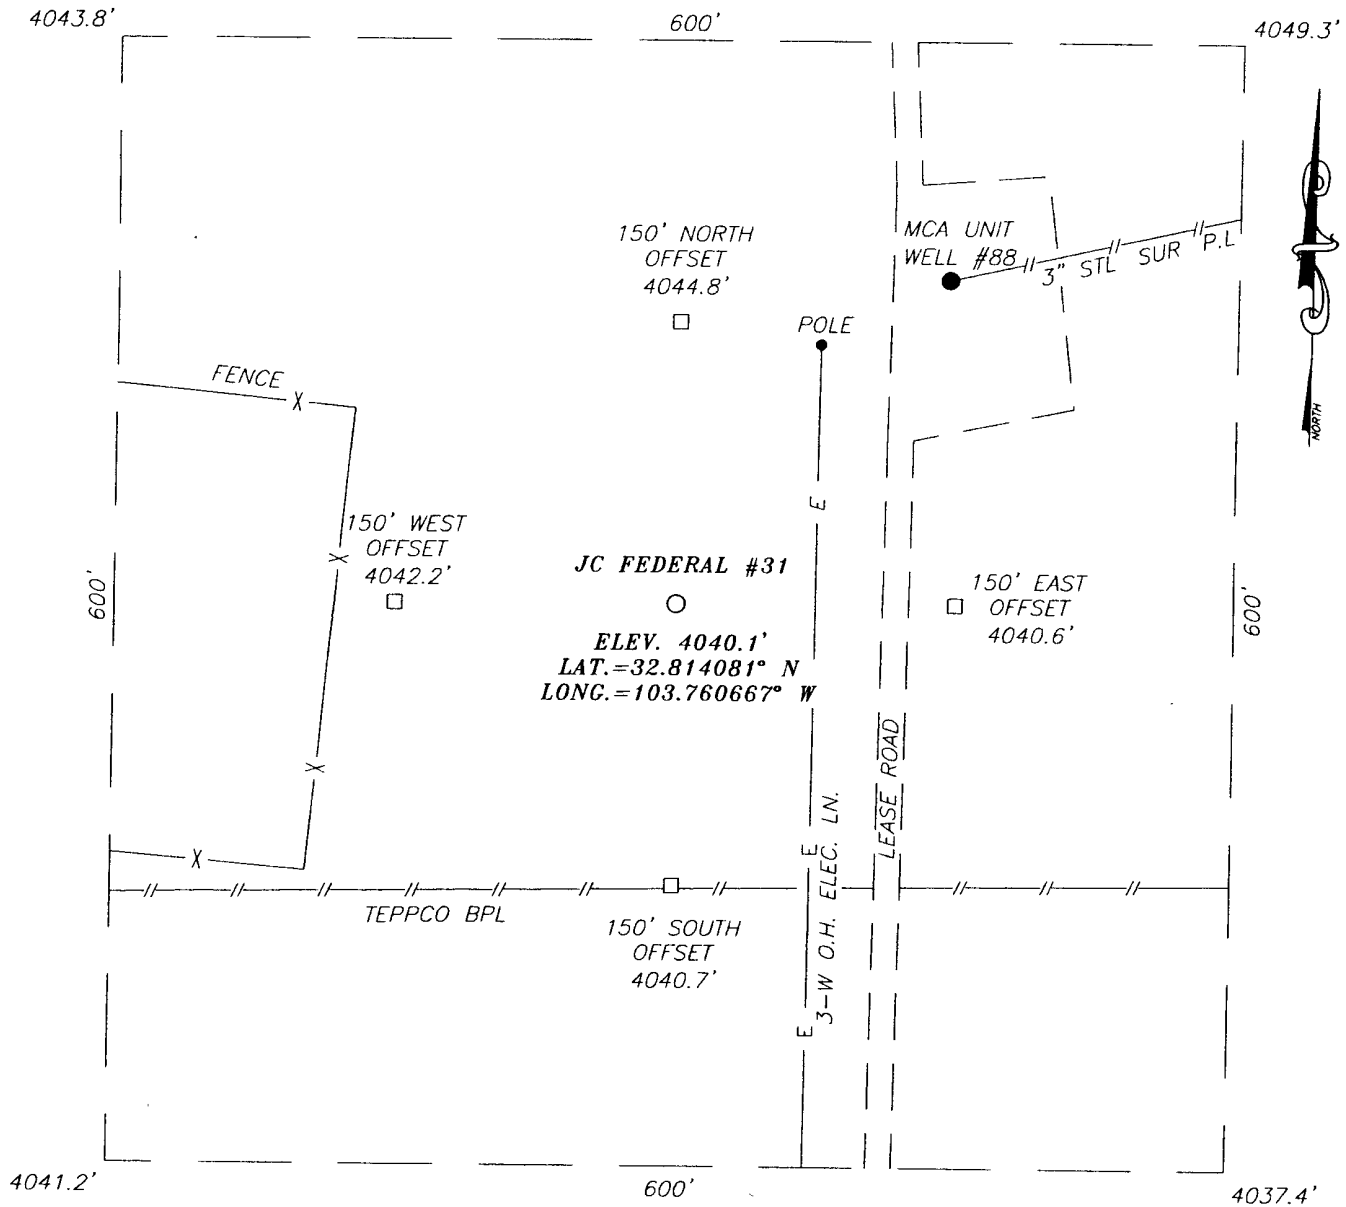 4043.8'
600'
4049.3'
150' NORTH
OFFSET
4044.8'
MCA UNIT
WELL #88
3" STL SUR P.L
POLE
NORTH
FENCE
X
150' WEST
OFFSET
4042.2'
X
E
JC FEDERAL #31
150' EAST
OFFSET
4040.6'
600'
600'
ELEV. 4040.1'
LAT.=32.814081° N
LONG.=103.760667° W
X
LEASE ROAD
X
E
3-W O.H. ELEC. LN.
TEPPCO BPL
150' SOUTH
OFFSET
4040.7'
E
4041.2'
600'
4037.4'